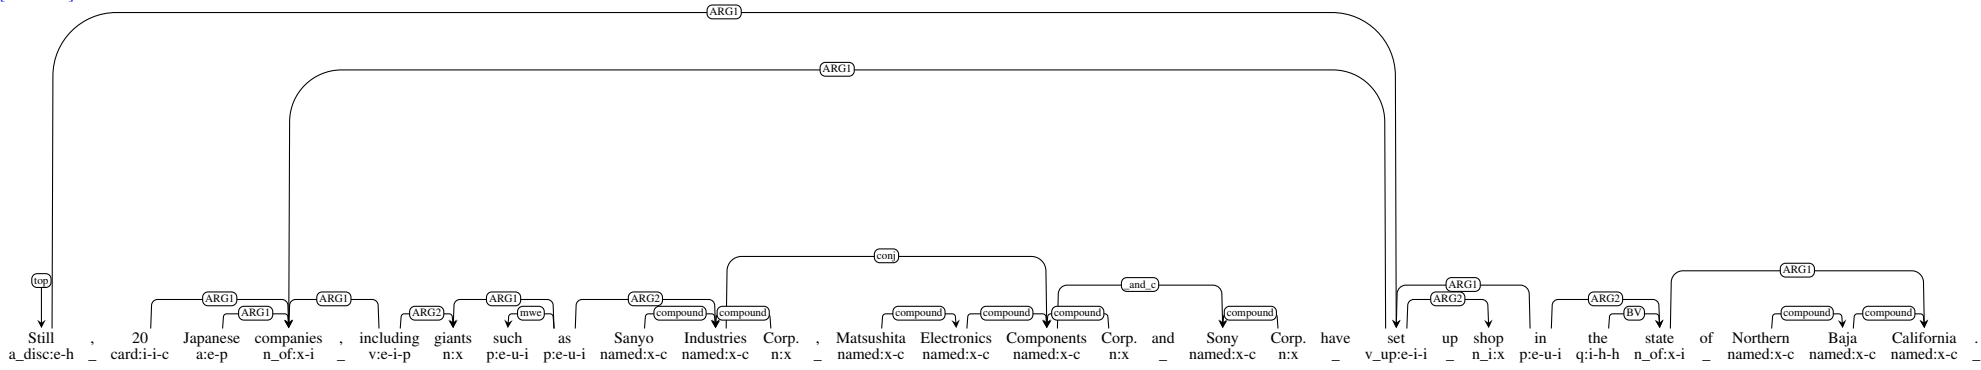 ARG1
ARG1
conj
ARG1
top
_and_c
ARG1
ARG1 ARG1 ARG1 ARG2 ARG2 ARG2
ARG1 ARG2 mwe compound compound compound compound compound compound BV compound compound
Still , 20 Japanese companies , including giants such as Sanyo Industries Corp. , Matsushita Electronics Components Corp. and Sony Corp. have set up shop in the state of Northern Baja California .
a_disc:e-h _ card:i-i-c a:e-p n_of:x-i _ v:e-i-p n:x p:e-u-i p:e-u-i named:x-c named:x-c n:x _ named:x-c named:x-c named:x-c n:x _ named:x-c n:x _ v_up:e-i-i _ n_i:x p:e-u-i q:i-h-h n_of:x-i _ named:x-c named:x-c named:x-c _